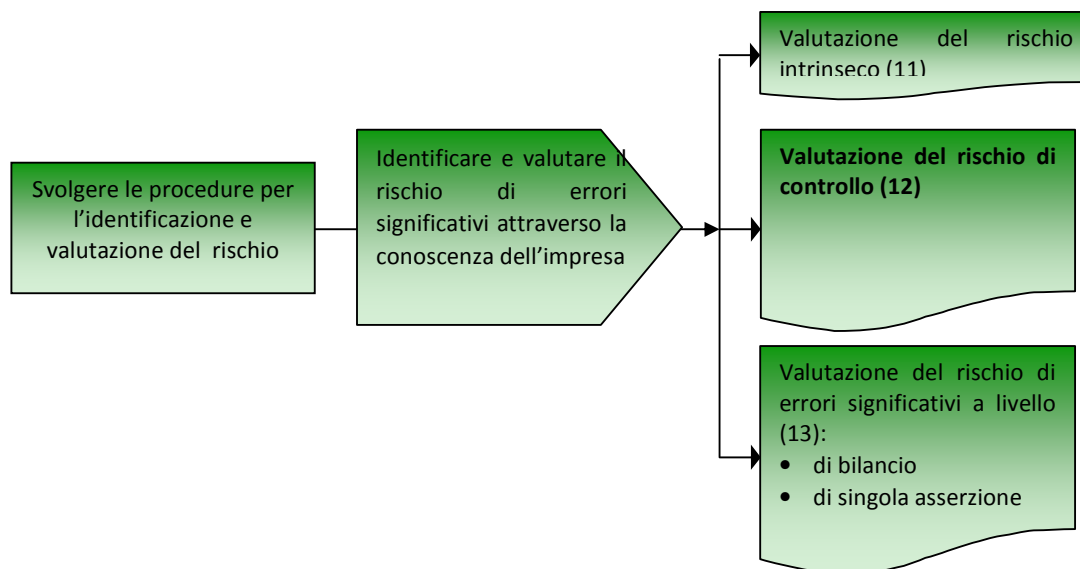 Svolgere le procedure per
l’identificazione e
valutazione del rischio
Identificare e valutare il
rischio di errori
significativi attraverso la
conoscenza dell’impresa
Valutazione del rischio
intrinseco (11)
Valutazione del rischio di
controllo (12)
Valutazione del rischio di
errori significativi a livello
(13):
• di bilancio
• di singola asserzione